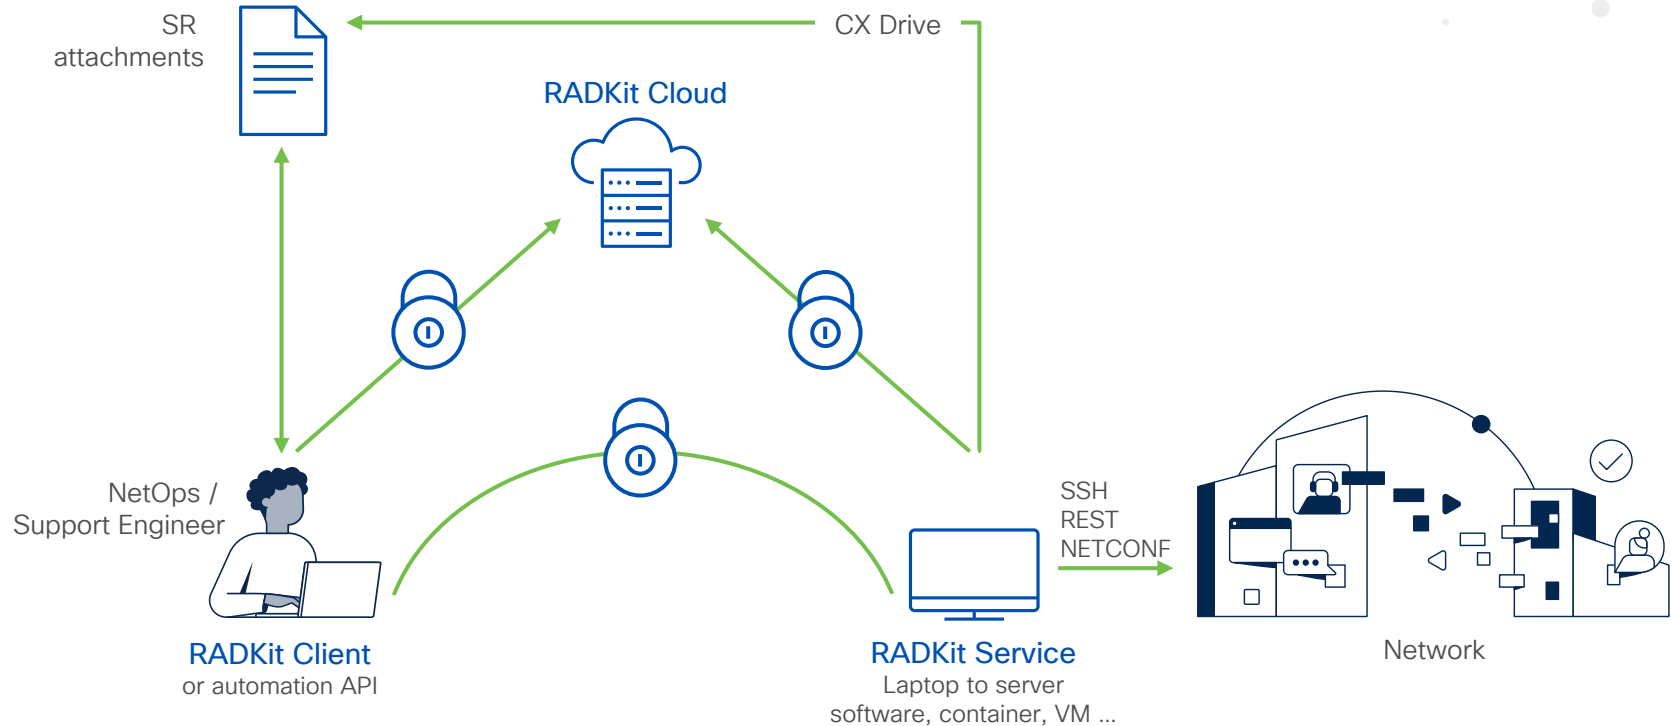 SR
attachments
CX Drive
RADKit Cloud
NetOps /
Support Engineer
SSH
REST
NETCONF
RADKit Client
or automation API
RADKit Service
Laptop to server
software, container, VM ...
Network